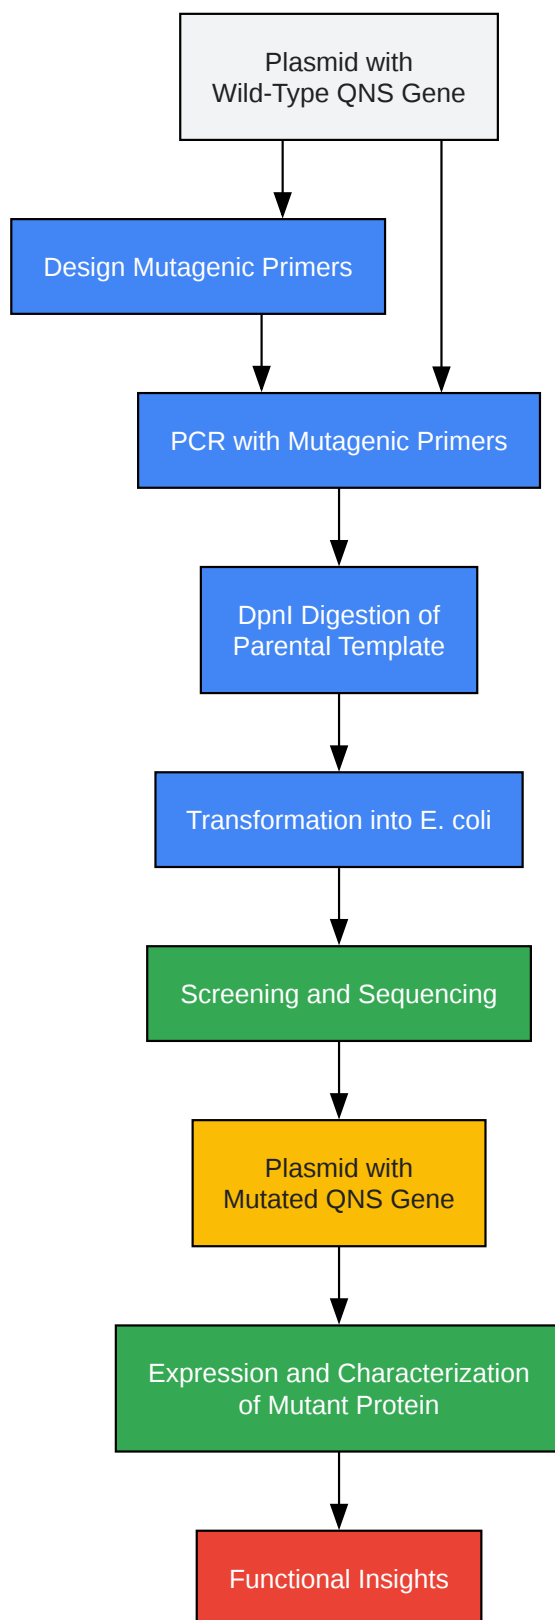 Plasmid with
Wild-Type QNS Gene
Design Mutagenic Primers
PCR with Mutagenic Primers
DpnI Digestion of
Parental Template
Transformation into E. coli
Screening and Sequencing
Plasmid with
Mutated QNS Gene
Expression and Characterization
of Mutant Protein
Functional Insights